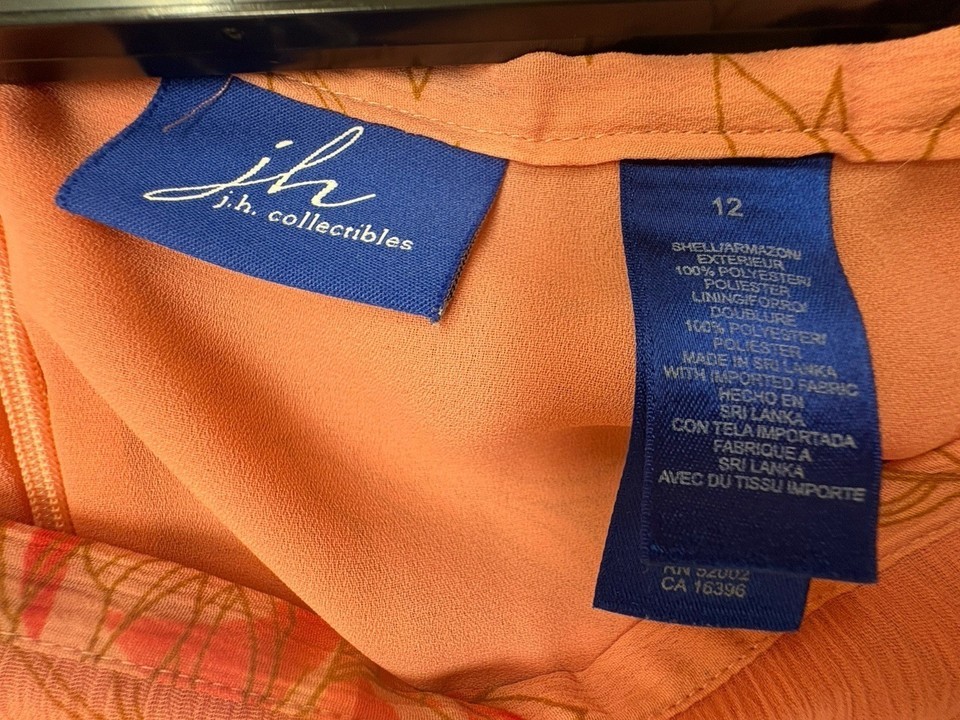 jh
j.h. collectibles
12
SHELL/ARMAZON/
EXTERIEUR
100% POLYESTER/
POLIESTER
LINING/FORRO/
DOUBLURE
100% POLYESTER/
POLIESTER
MADE IN SRI LANKA
WITH IMPORTED FABRIC
HECHO EN
SRI LANKA
CON TELA IMPORTADA
FABRIQUE A
SRI LANKA
AVEC DU TISSU IMPORTE
RN 52002
CA 16396